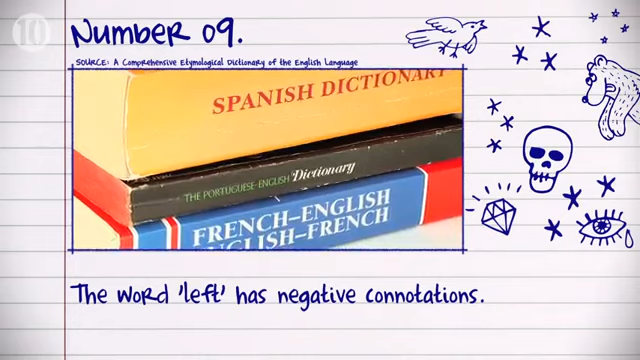 10
Number 09.
SOURCE: A Comprehensive Etymological Dictionary of the English Language
SPANISH DICTIONARY
THE PORTUGUESE-ENGLISH Dictionary
FRENCH–ENGLISH
ENGLISH–FRENCH
The word 'left' has negative connotations.